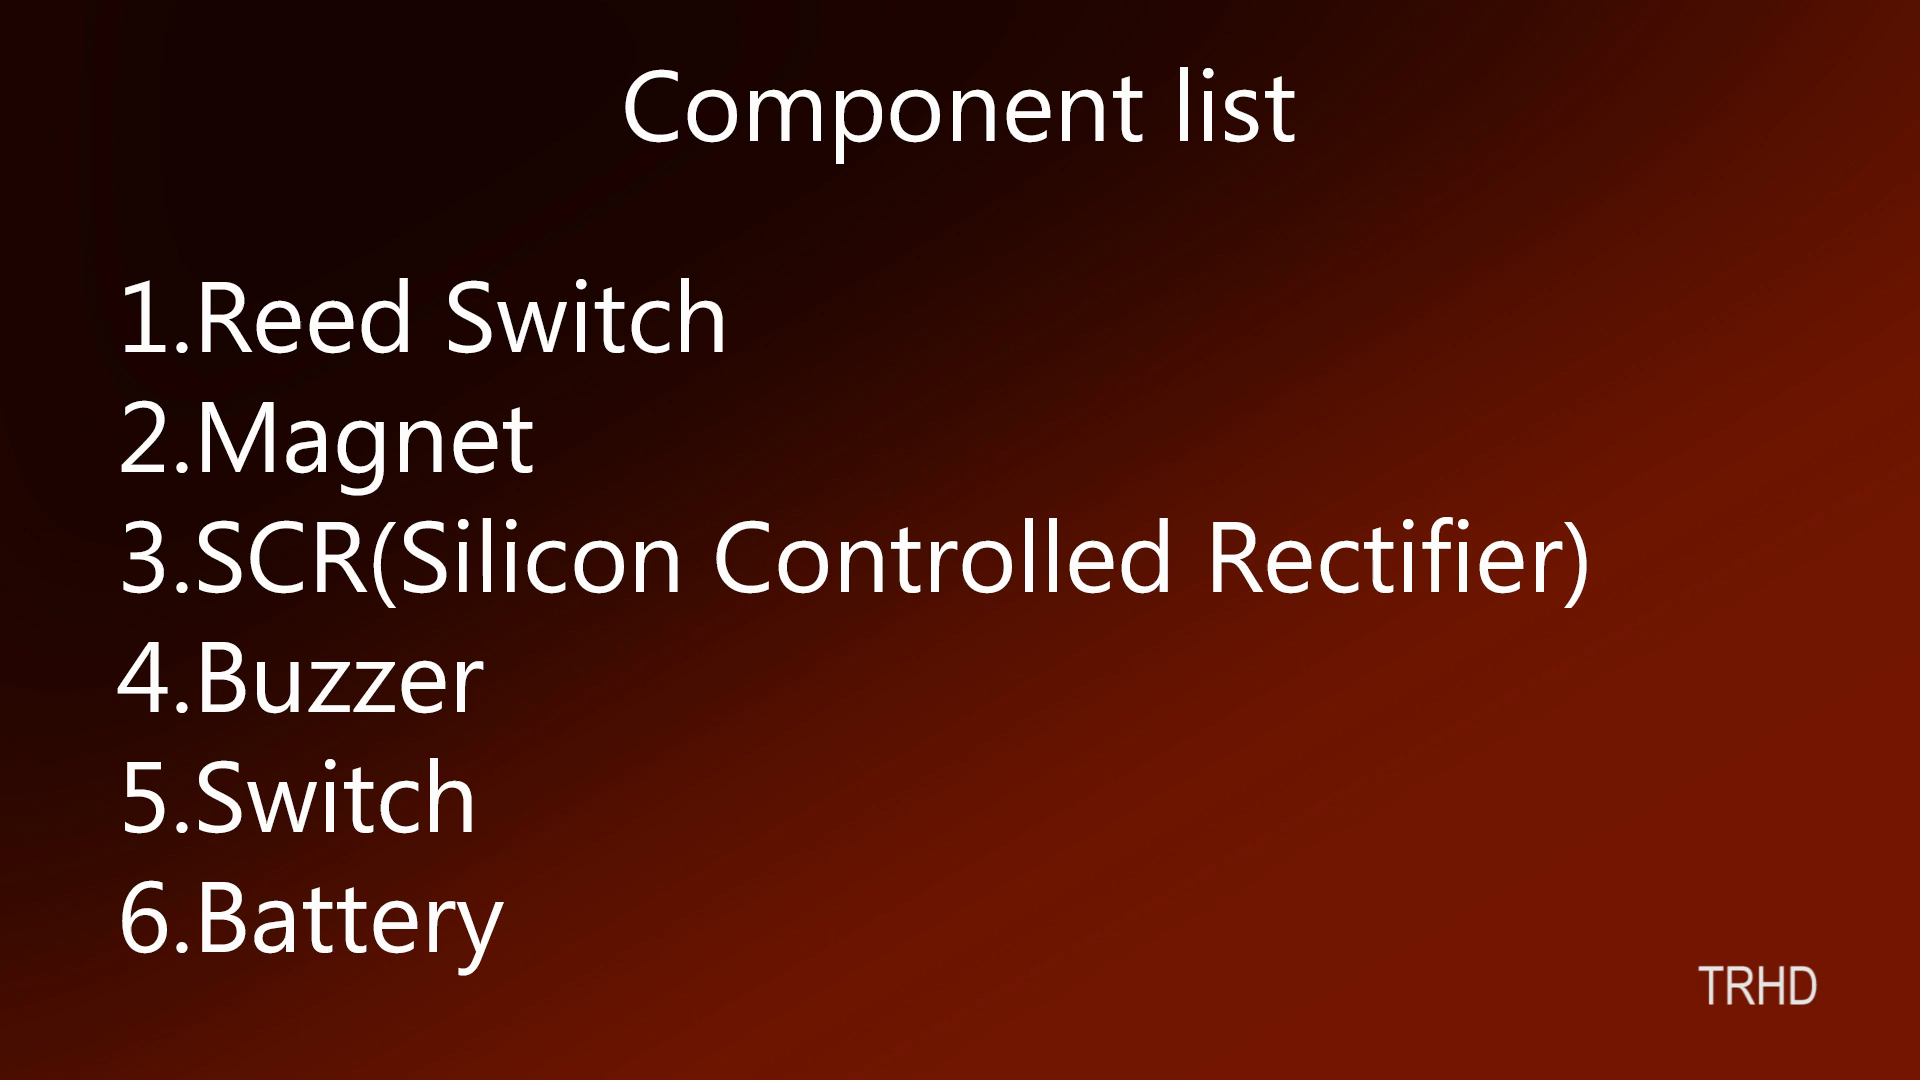 Component list
1.Reed Switch
2.Magnet
3.SCR(Silicon Controlled Rectifier)
4.Buzzer
5.Switch
6.Battery
TRHD